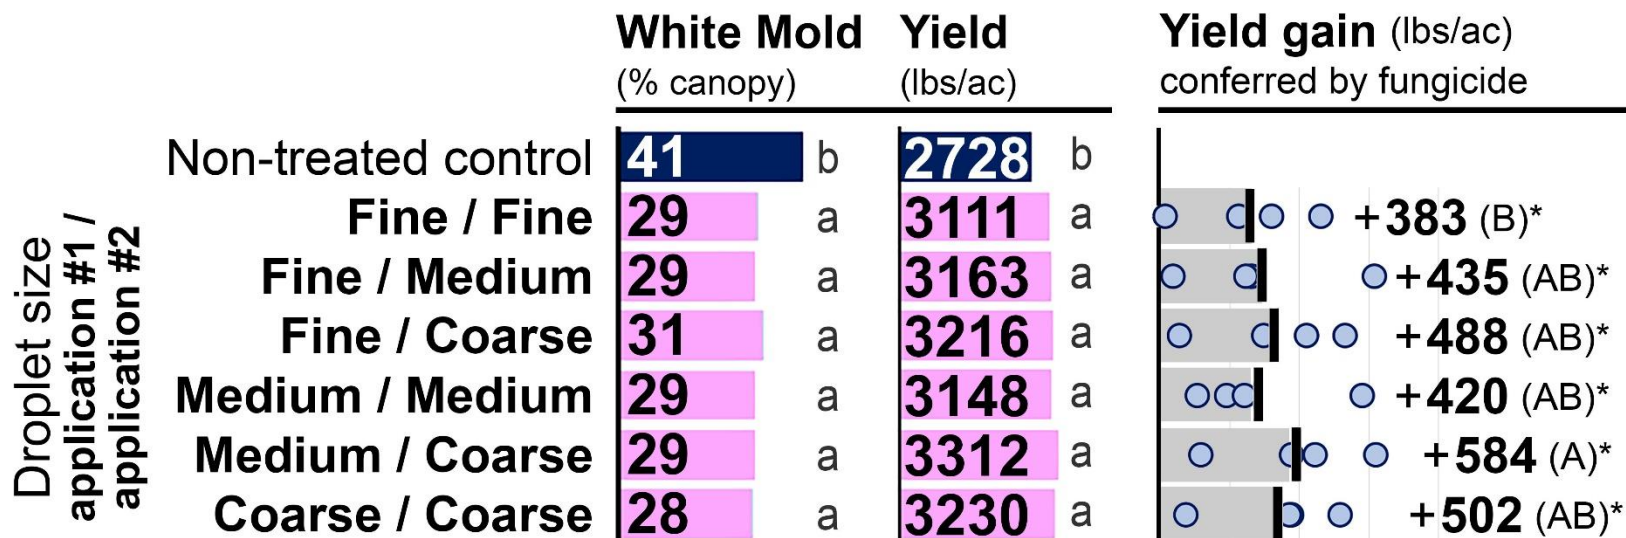 White Mold Yield Yield gain (lbs/ac)
(% canopy) (lbs/ac) conferred by fungicide
Non-treated control 41 b 2728 b
Droplet size
application #1 /
application #2
Fine / Fine 29 a 3111 a +383 (B)*
Fine / Medium 29 a 3163 a +435 (AB)*
Fine / Coarse 31 a 3216 a +488 (AB)*
Medium / Medium 29 a 3148 a +420 (AB)*
Medium / Coarse 29 a 3312 a +584 (A)*
Coarse / Coarse 28 a 3230 a +502 (AB)*